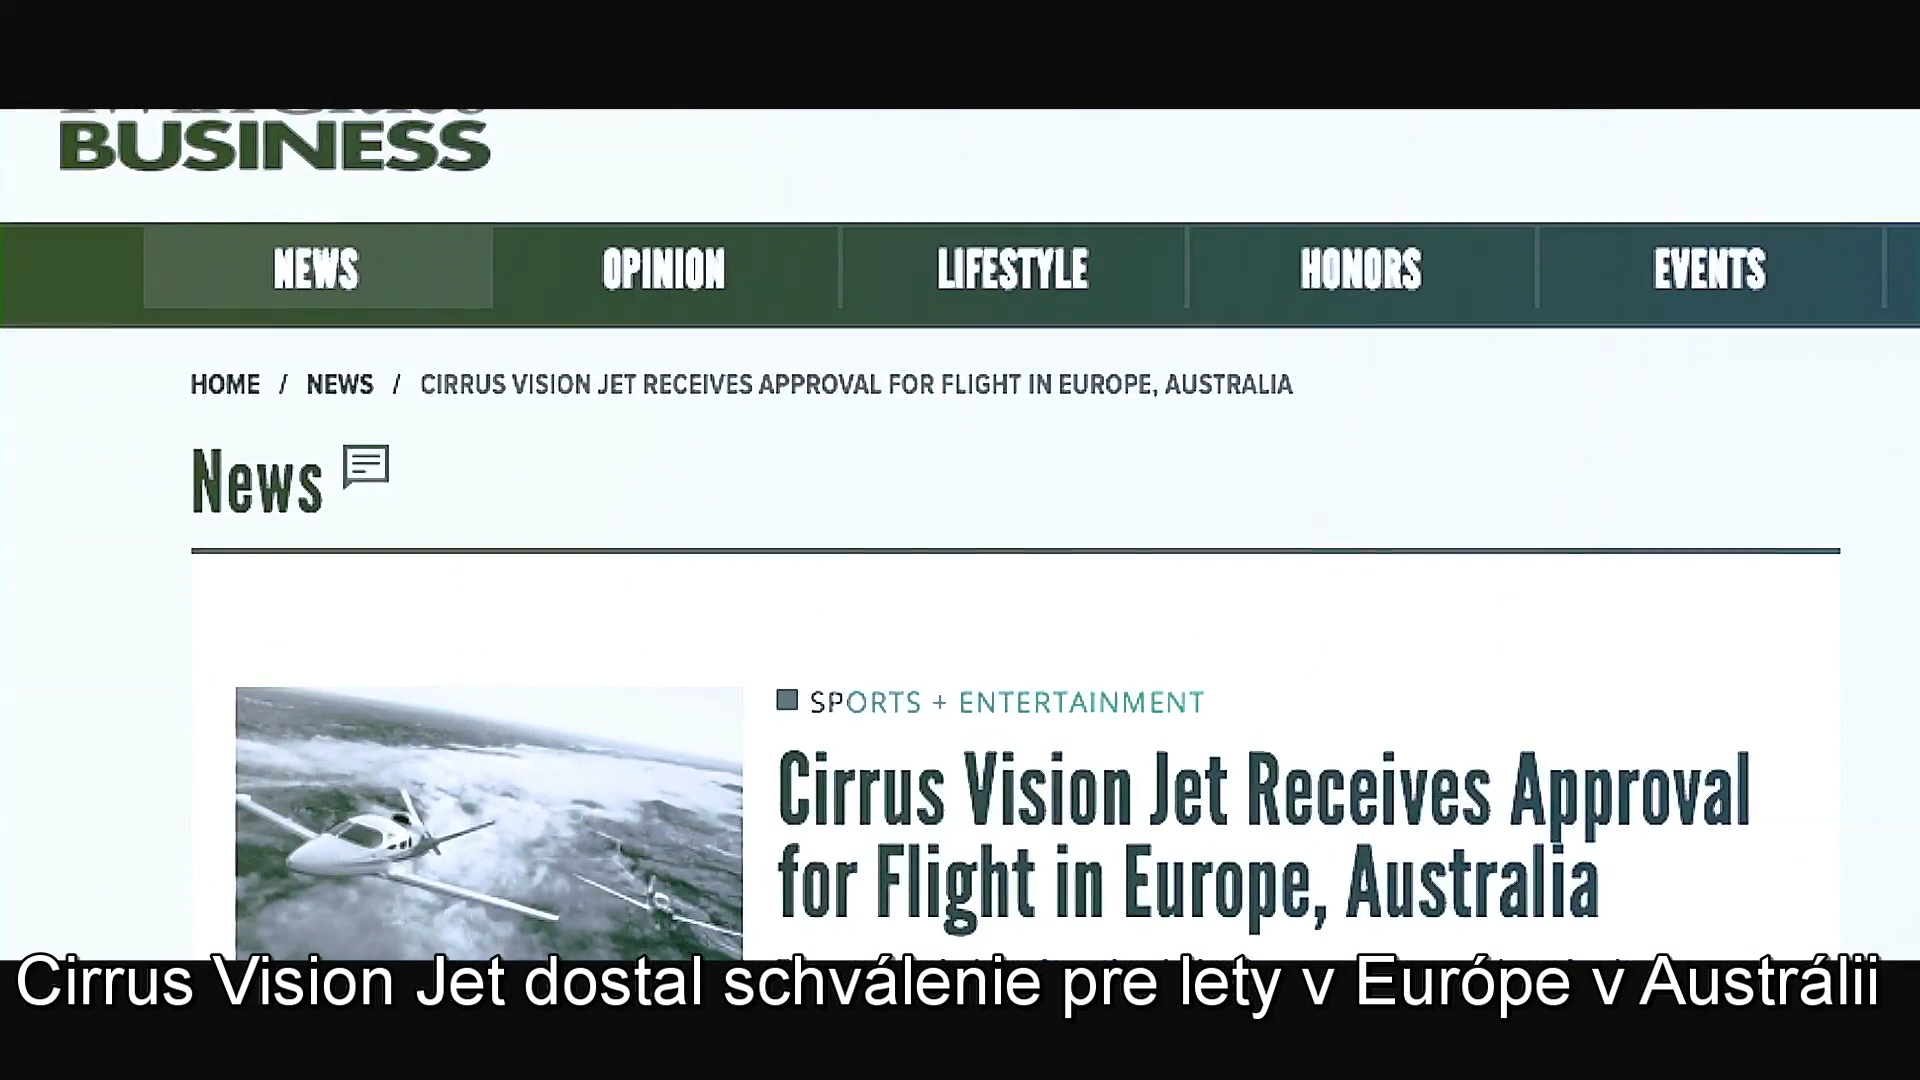 BUSINESS
NEWS OPINION LIFESTYLE HONORS EVENTS
HOME / NEWS / CIRRUS VISION JET RECEIVES APPROVAL FOR FLIGHT IN EUROPE, AUSTRALIA
News
SPORTS + ENTERTAINMENT
Cirrus Vision Jet Receives Approval
for Flight in Europe, Australia
Cirrus Vision Jet dostal schválenie pre lety v Európe v Austrálii